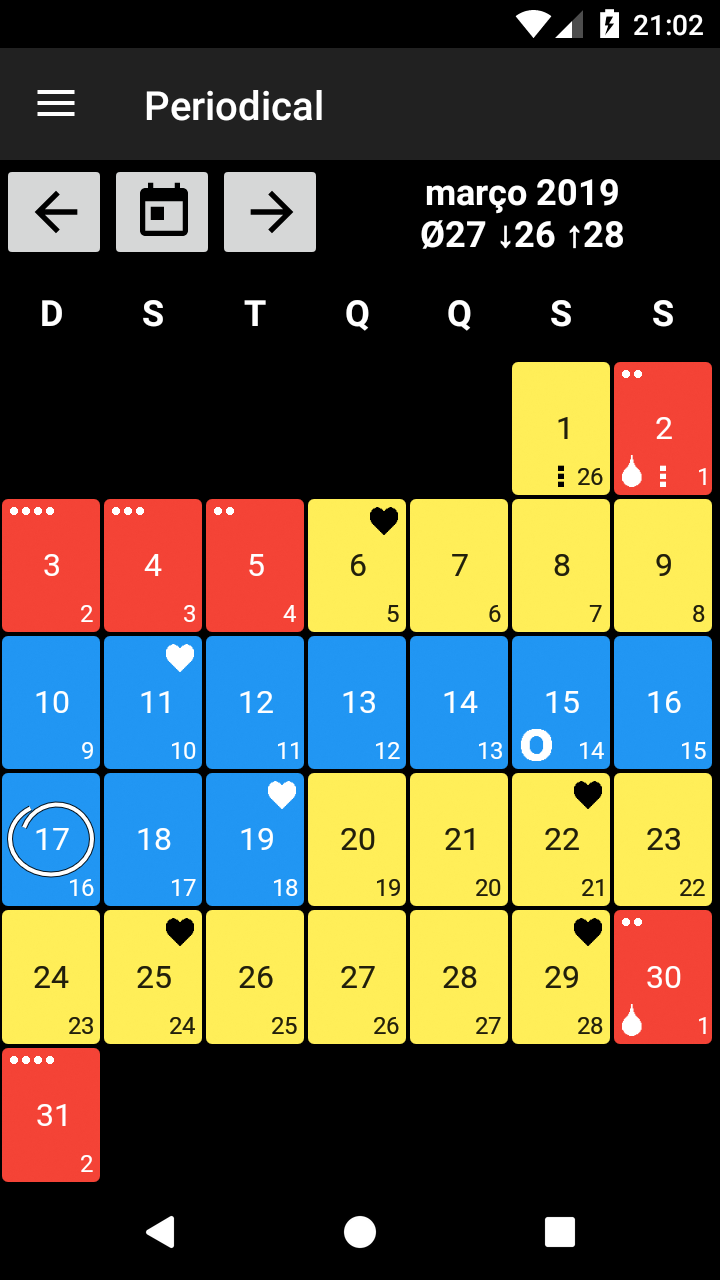 21:02
Periodical
março 2019
Ø27 ↓26 ↑28
D S T Q Q S S
1 2
26 1
3 4 5 6 7 8 9
2 3 4 5 6 7 8
10 11 12 13 14 15 16
9 10 11 12 13 O 14 15
17 18 19 20 21 22 23
16 17 18 19 20 21 22
24 25 26 27 28 29 30
23 24 25 26 27 28 1
31
2